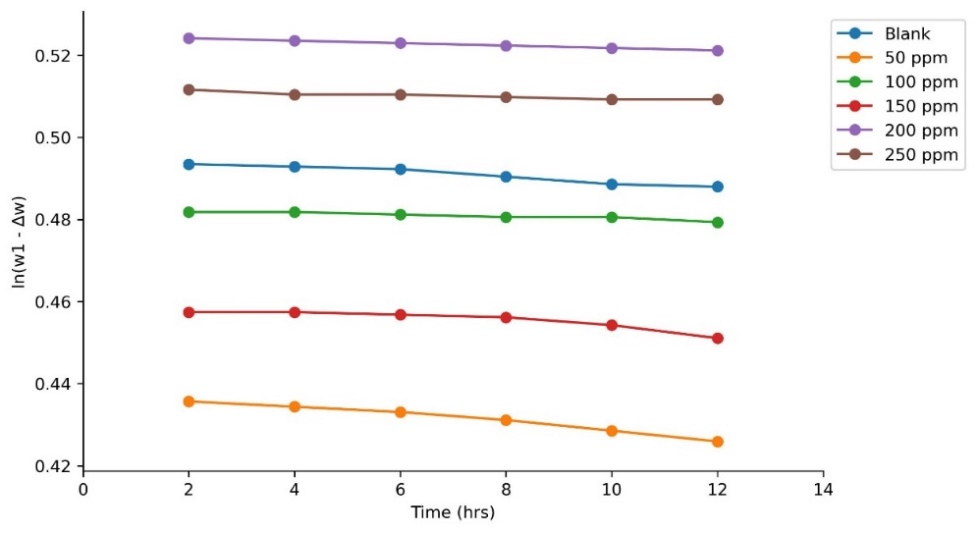 0.52
0.50
0.48
0.46
0.44
0.42
ln(w1 - Δw)
0 2 4 6 8 10 12 14
Time (hrs)
Blank
50 ppm
100 ppm
150 ppm
200 ppm
250 ppm